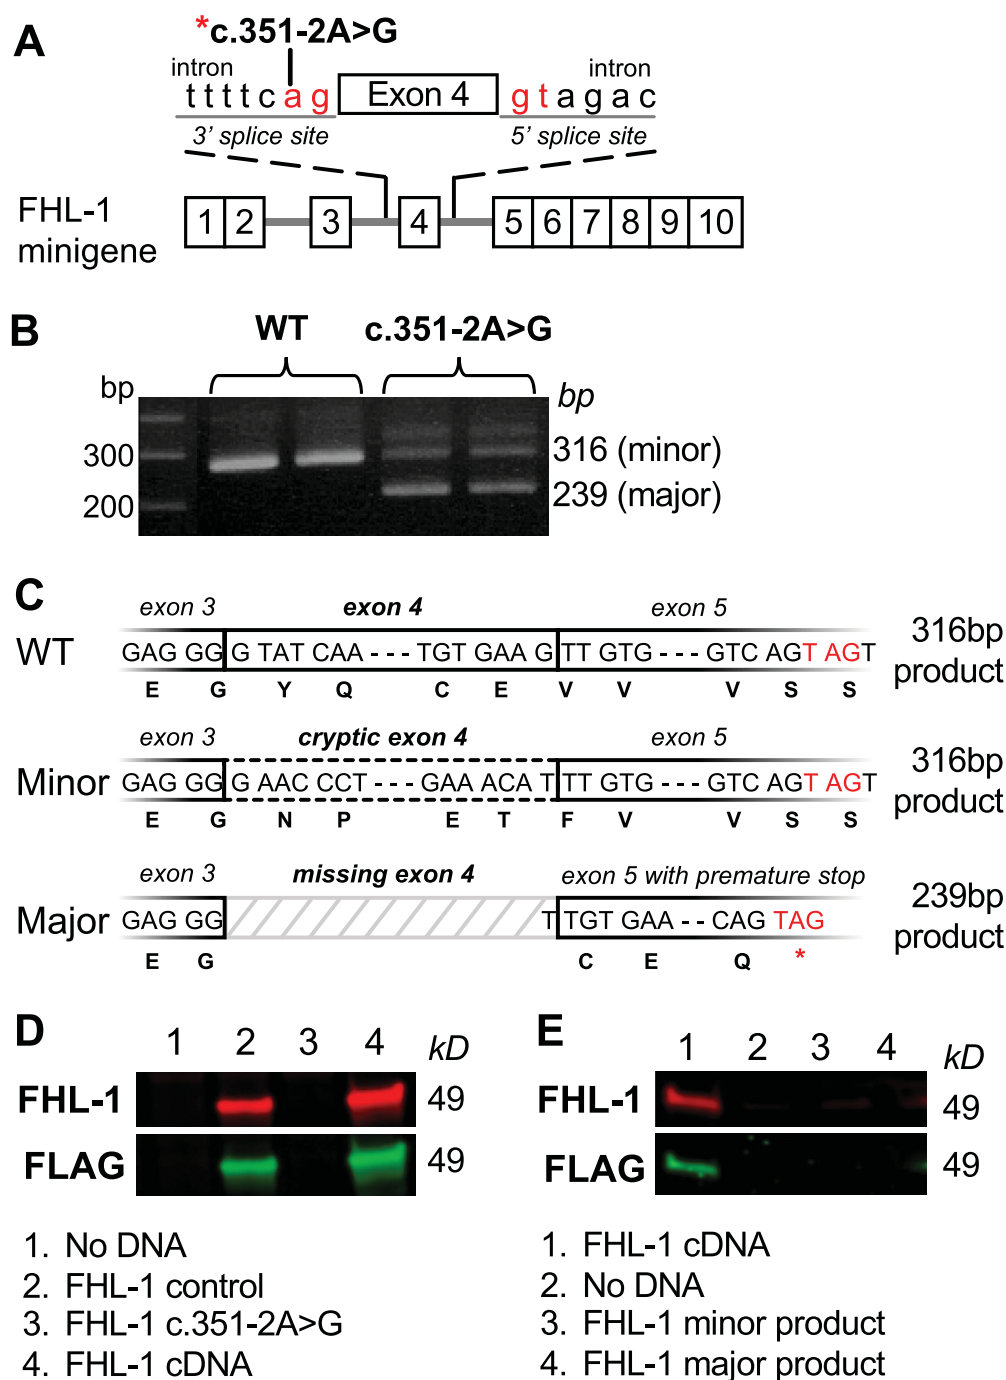 A
*c.351-2A>G
intron
intron
ttttcag Exon 4 gtagac
3' splice site
5' splice site
FHL-1
minigene
1 2 3 4 5 6 7 8 9 10
B
WT c.351-2A>G
bp
bp
300
316 (minor)
200
239 (major)
C
exon 3 exon 4 exon 5
WT
GAG GG G TAT CAA - - - TGT GAA G TT GTG - - - GTC AGT AGT
E G Y Q C E V V V S S
316bp
product
exon 3 cryptic exon 4 exon 5
Minor
GAG GG G AAC CCT - - - GAA ACA T TT GTG - - - GTC AGT AGT
E G N P E T F V V S S
316bp
product
exon 3 missing exon 4 exon 5 with premature stop
Major
GAG GG T TGT GAA - - CAG TAG
E G C E Q *
239bp
product
D
1 2 3 4 kD
FHL-1 49
FLAG 49
1. No DNA
2. FHL-1 control
3. FHL-1 c.351-2A>G
4. FHL-1 cDNA
E
1 2 3 4 kD
FHL-1 49
FLAG 49
1. FHL-1 cDNA
2. No DNA
3. FHL-1 minor product
4. FHL-1 major product